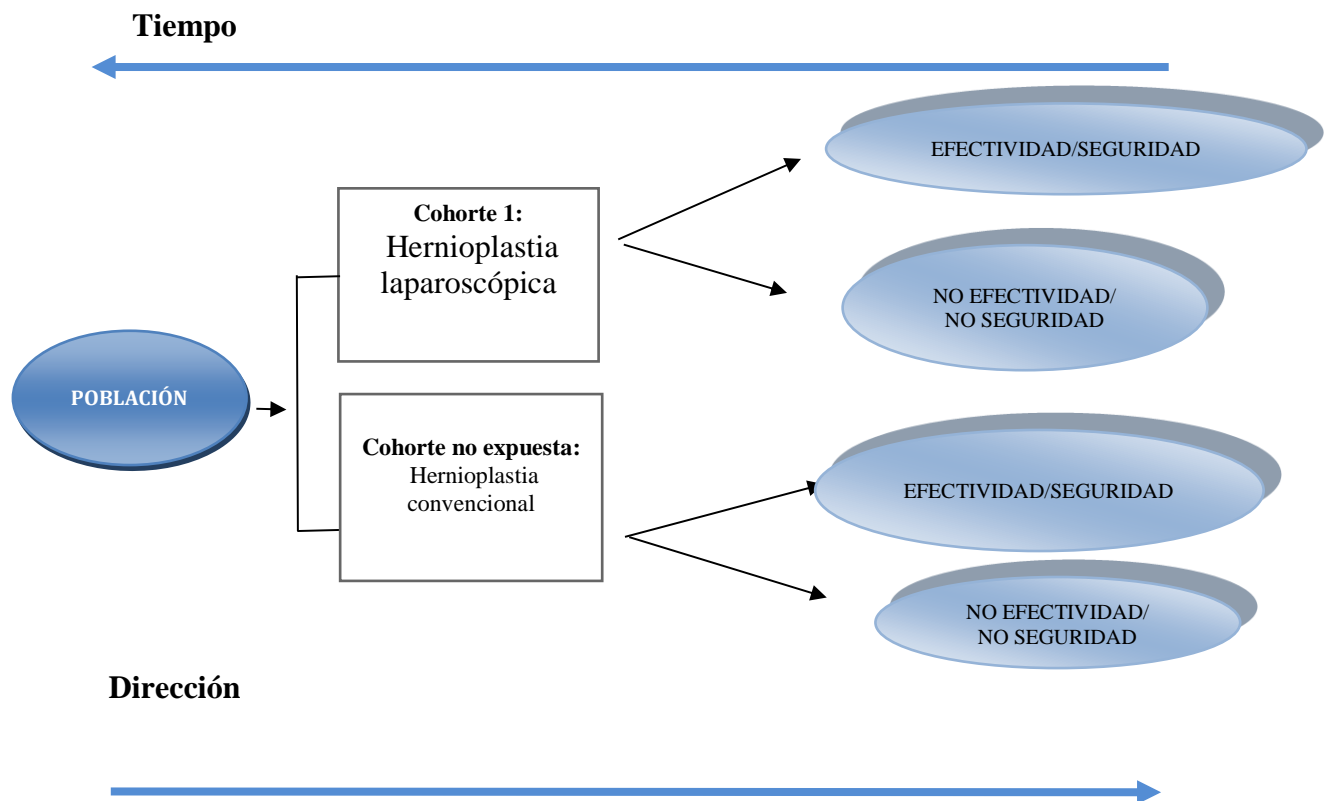 Tiempo
EFECTIVIDAD/SEGURIDAD
Cohorte 1:
Hernioplastia
laparoscópica
NO EFECTIVIDAD/
NO SEGURIDAD
POBLACIÓN
Cohorte no expuesta:
Hernioplastia
convencional
EFECTIVIDAD/SEGURIDAD
NO EFECTIVIDAD/
NO SEGURIDAD
Dirección